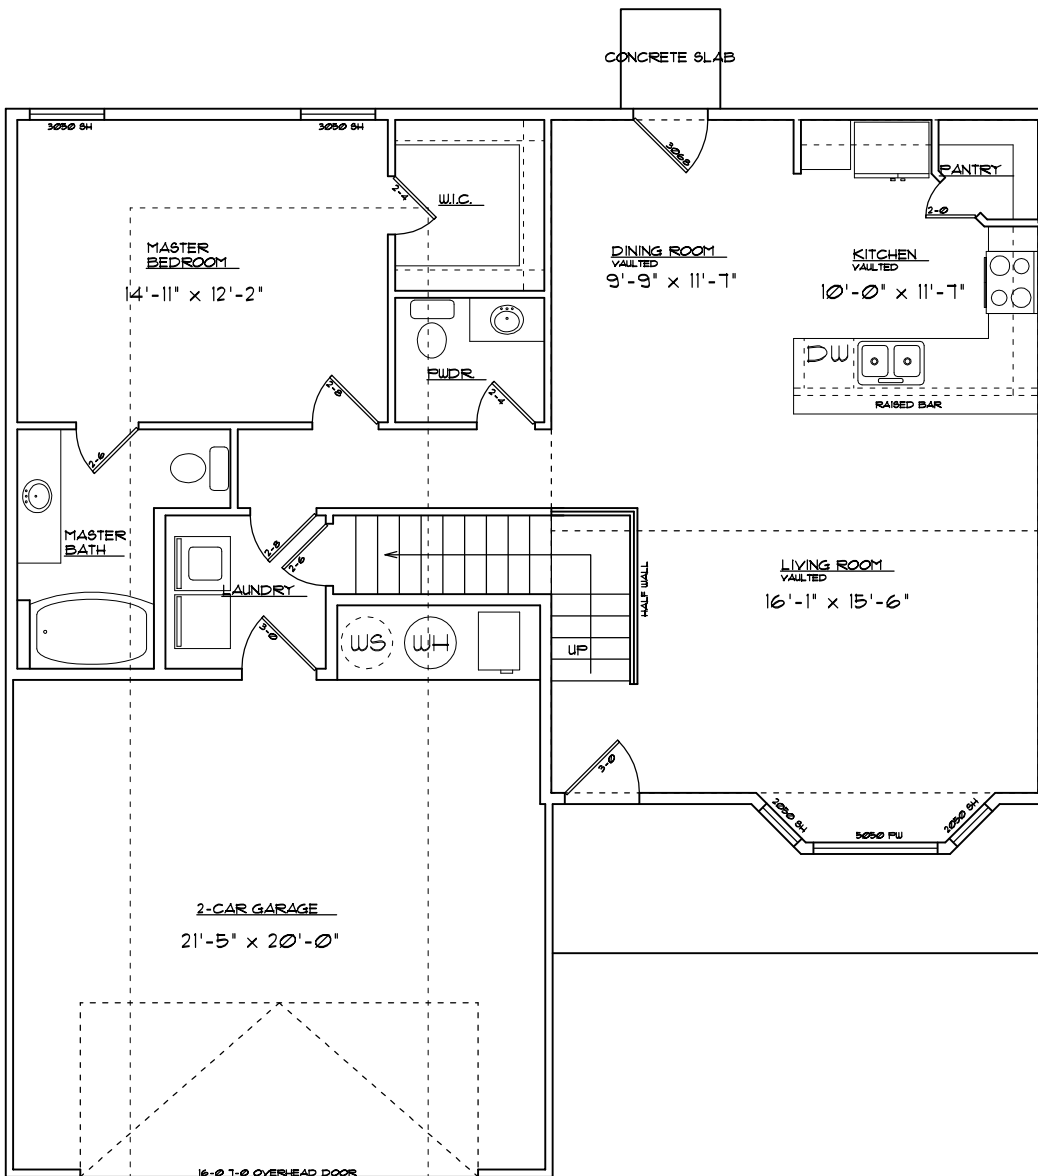 CONCRETE SLAB
3050 SH
3050 SH
3068
2-4
W.I.C.
PANTRY
2-0
MASTER
BEDROOM
14'-11" x 12'-2"
DINING ROOM
VAULTED
9'-9" x 11'-7"
KITCHEN
VAULTED
10'-0" x 11'-7"
DW
RAISED BAR
PWDR.
2-8
2-4
2-6
MASTER
BATH
2-8
2-6
LAUNDRY
3-0
WS
WH
UP
HALF WALL
LIVING ROOM
VAULTED
16'-1" x 15'-6"
3-0
2050 SH
5050 PW
2050 SH
2-CAR GARAGE
21'-5" x 20'-0"
16-0 7-0 OVERHEAD DOOR